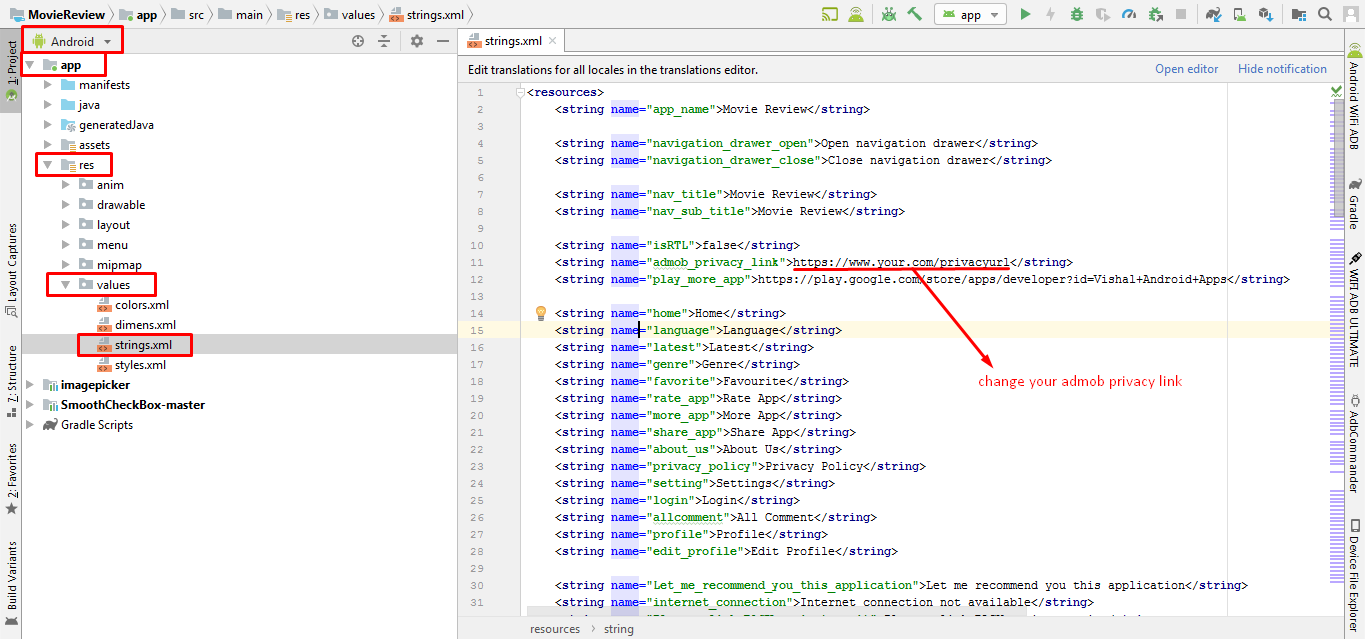 MovieReview app src main res values strings.xml
app
Android
strings.xml
Edit translations for all locales in the translations editor. Open editor Hide notification
1: Project
Layout Captures
7: Structure
2: Favorites
Build Variants
app
manifests
java
generatedJava
assets
res
anim
drawable
layout
menu
mipmap
values
colors.xml
dimens.xml
strings.xml
styles.xml
imagepicker
SmoothCheckBox-master
Gradle Scripts
1 <resources>
2 <string name="app_name">Movie Review</string>
3
4 <string name="navigation_drawer_open">Open navigation drawer</string>
5 <string name="navigation_drawer_close">Close navigation drawer</string>
6
7 <string name="nav_title">Movie Review</string>
8 <string name="nav_sub_title">Movie Review</string>
9
10 <string name="isRTL">false</string>
11 <string name="admob_privacy_link">https://www.your.com/privacyurl</string>
12 <string name="play_more_app">https://play.google.com/store/apps/developer?id=Vishal+Android+Apps</string>
13
14 <string name="home">Home</string>
15 <string name="language">Language</string>
16 <string name="latest">Latest</string>
17 <string name="genre">Genre</string>
18 <string name="favorite">Favourite</string>
change your admob privacy link
19 <string name="rate_app">Rate App</string>
20 <string name="more_app">More App</string>
21 <string name="share_app">Share App</string>
22 <string name="about_us">About Us</string>
23 <string name="privacy_policy">Privacy Policy</string>
24 <string name="setting">Settings</string>
25 <string name="login">Login</string>
26 <string name="allcomment">All Comment</string>
27 <string name="profile">Profile</string>
28 <string name="edit_profile">Edit Profile</string>
30 <string name="Let_me_recommend_you_this_application">Let me recommend you this application</string>
31 <string name="internet_connection">Internet connection not available</string>
resources string
Android WiFi ADB
Gradle
WIFI ADB ULTIMATE
AdbCommander
Device File Explorer